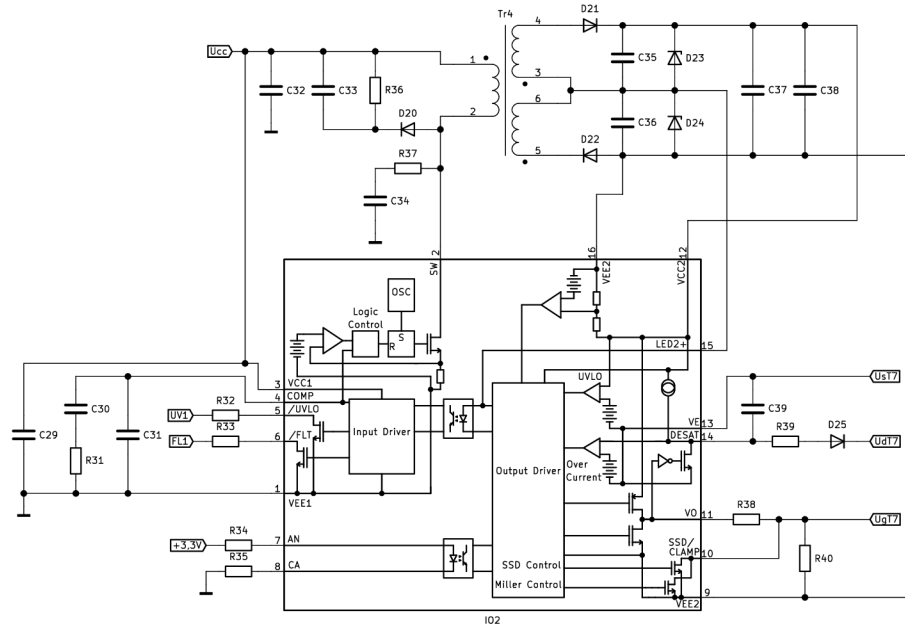 Tr4
4
D21
Ucc
1
C32
C33
R36
D20
2
3
6
C35
D23
C37
C38
C36
D24
D22
5
R37
C34
SW
2
16
VEE2
VCC2
12
OSC
Logic
Control
S
R
LED2+
15
3
VCC1
4
COMP
5
/UVLO
6
/FLT
1
VEE1
UVLO
UsT7
C30
C29
C31
R31
UV1
R32
FL1
R33
Input Driver
VE
13
C39
DESAT
14
R39
D25
UdT7
Output Driver
Over
Current
VO
11
R38
UgT7
+3,3V
R34
7
AN
R35
8
CA
SSD/
CLAMP
10
SSD Control
Miller Control
R40
9
VEE2
IO2